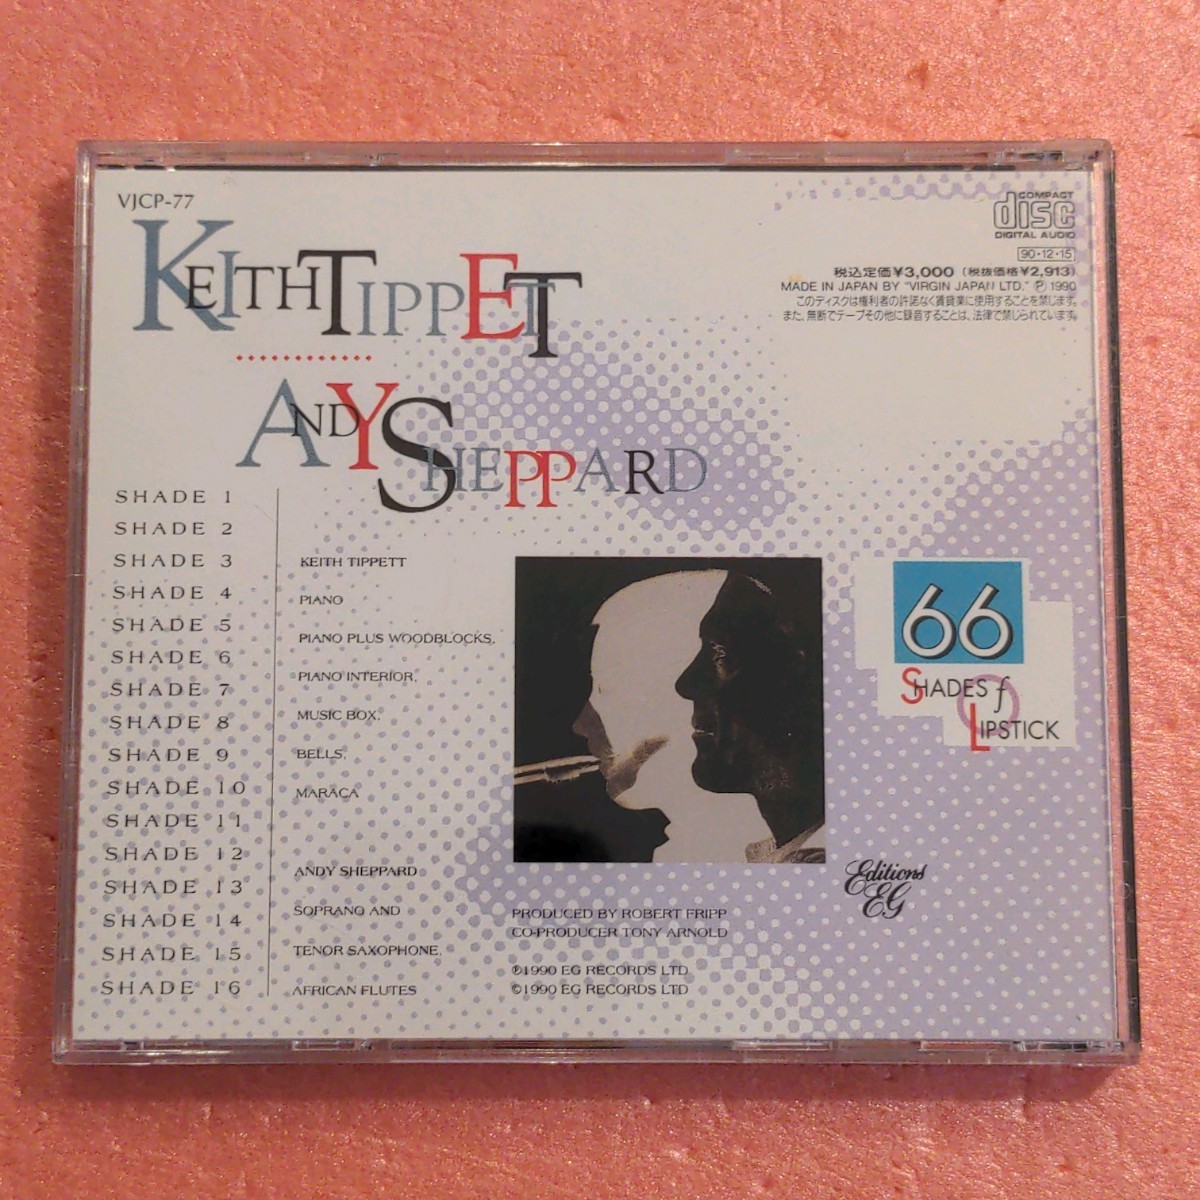 VJCP-77
COMPACT
disc
DIGITAL AUDIO
90・12・15
税込定価¥3,000 (税抜価格¥2,913)
MADE IN JAPAN BY "VIRGIN JAPAN LTD." Ⓟ 1990
このディスクは権利者の許諾なく賃貸業に使用することを禁じます。
また、無断でテープその他に録音することは、法律で禁じられています。
KEITH TIPPETT
ANDY SHEPPARD
SHADE 1
SHADE 2
SHADE 3
SHADE 4
SHADE 5
SHADE 6
SHADE 7
SHADE 8
SHADE 9
SHADE 10
SHADE 11
SHADE 12
SHADE 13
SHADE 14
SHADE 15
SHADE 16
KEITH TIPPETT
PIANO
PIANO PLUS WOODBLOCKS,
PIANO INTERIOR,
MUSIC BOX,
BELLS,
MARACA
ANDY SHEPPARD
SOPRANO AND
TENOR SAXOPHONE,
AFRICAN FLUTES
PRODUCED BY ROBERT FRIPP
CO-PRODUCER TONY ARNOLD
℗1990 EG RECORDS LTD
©1990 EG RECORDS LTD
66
SHADES Of
LIPSTICK
Editions
EG